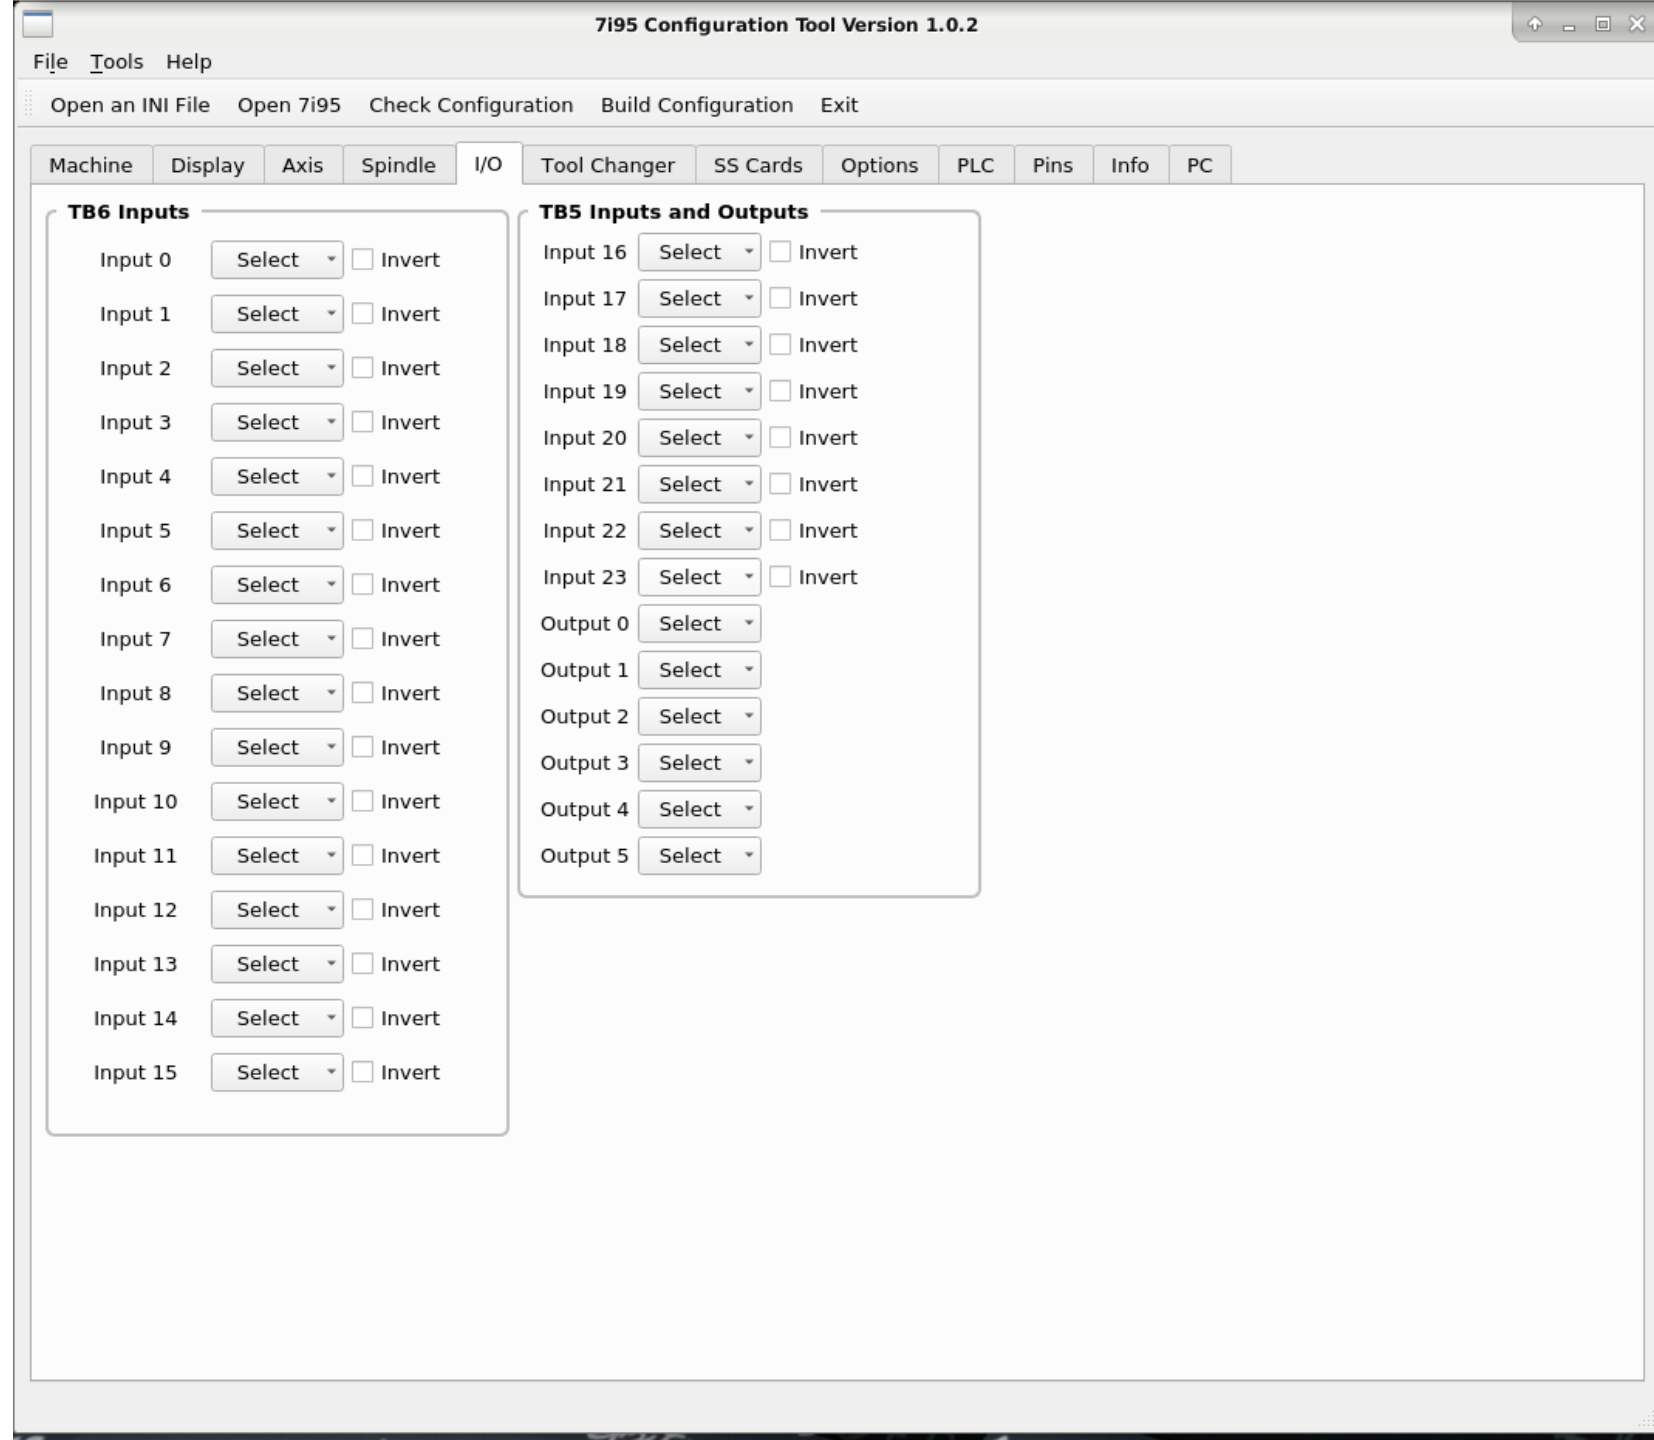 7i95 Configuration Tool Version 1.0.2
File Tools Help
Open an INI File Open 7i95 Check Configuration Build Configuration Exit
Machine Display Axis Spindle I/O Tool Changer SS Cards Options PLC Pins Info PC
TB6 Inputs
Input 0 Select Invert
Input 1 Select Invert
Input 2 Select Invert
Input 3 Select Invert
Input 4 Select Invert
Input 5 Select Invert
Input 6 Select Invert
Input 7 Select Invert
Input 8 Select Invert
Input 9 Select Invert
Input 10 Select Invert
Input 11 Select Invert
Input 12 Select Invert
Input 13 Select Invert
Input 14 Select Invert
Input 15 Select Invert
TB5 Inputs and Outputs
Input 16 Select Invert
Input 17 Select Invert
Input 18 Select Invert
Input 19 Select Invert
Input 20 Select Invert
Input 21 Select Invert
Input 22 Select Invert
Input 23 Select Invert
Output 0 Select
Output 1 Select
Output 2 Select
Output 3 Select
Output 4 Select
Output 5 Select